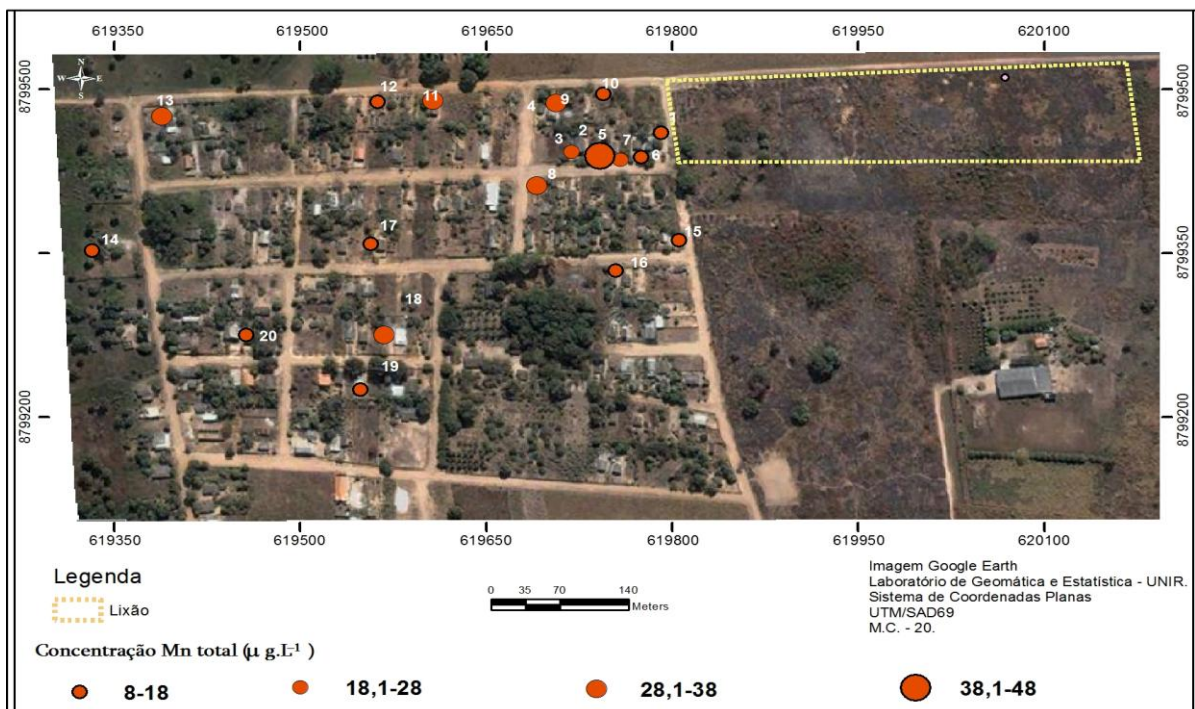 619350 619500 619650 619800 619950 620100
8799500 8799500
N
W E
S
13
12
11
4
9
10
1
3
2
5
7
6
8
14
17
15
16
8799350 8799350
18
20
19
8799200 8799200
619350 619500 619650 619800 619950 620100
Legenda
Lixão
0 35 70 140
Meters
Imagem Google Earth
Laboratório de Geomática e Estatística - UNIR.
Sistema de Coordenadas Planas
UTM/SAD69
M.C. - 20.
Concentração Mn total (µ g.L⁻¹ )
8-18 18,1-28 28,1-38 38,1-48